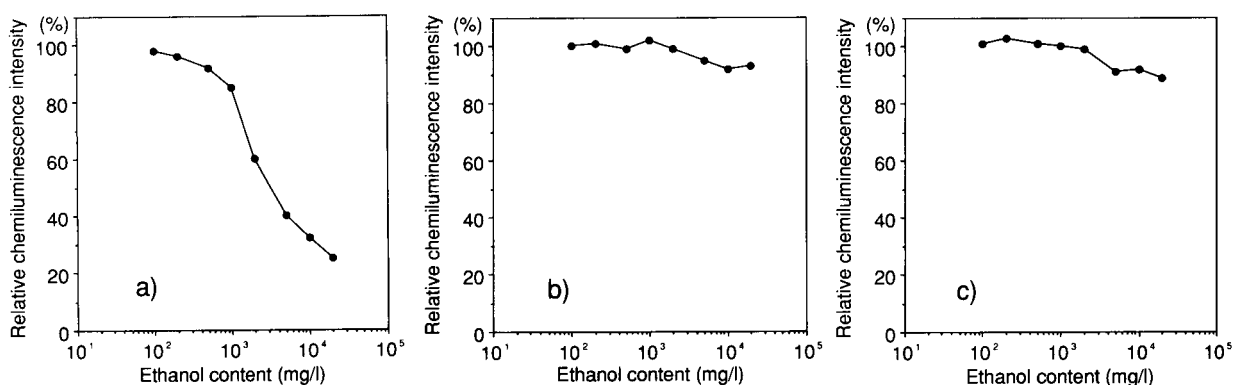 (%)
100
80
60
40
20
0
10¹ 10² 10³ 10⁴ 10⁵
Relative chemiluminescence intensity
Ethanol content (mg/l)
a)
(%)
100
80
60
40
20
0
10¹ 10² 10³ 10⁴ 10⁵
Relative chemiluminescence intensity
Ethanol content (mg/l)
b)
(%)
100
80
60
40
20
0
10¹ 10² 10³ 10⁴ 10⁵
Relative chemiluminescence intensity
Ethanol content (mg/l)
c)